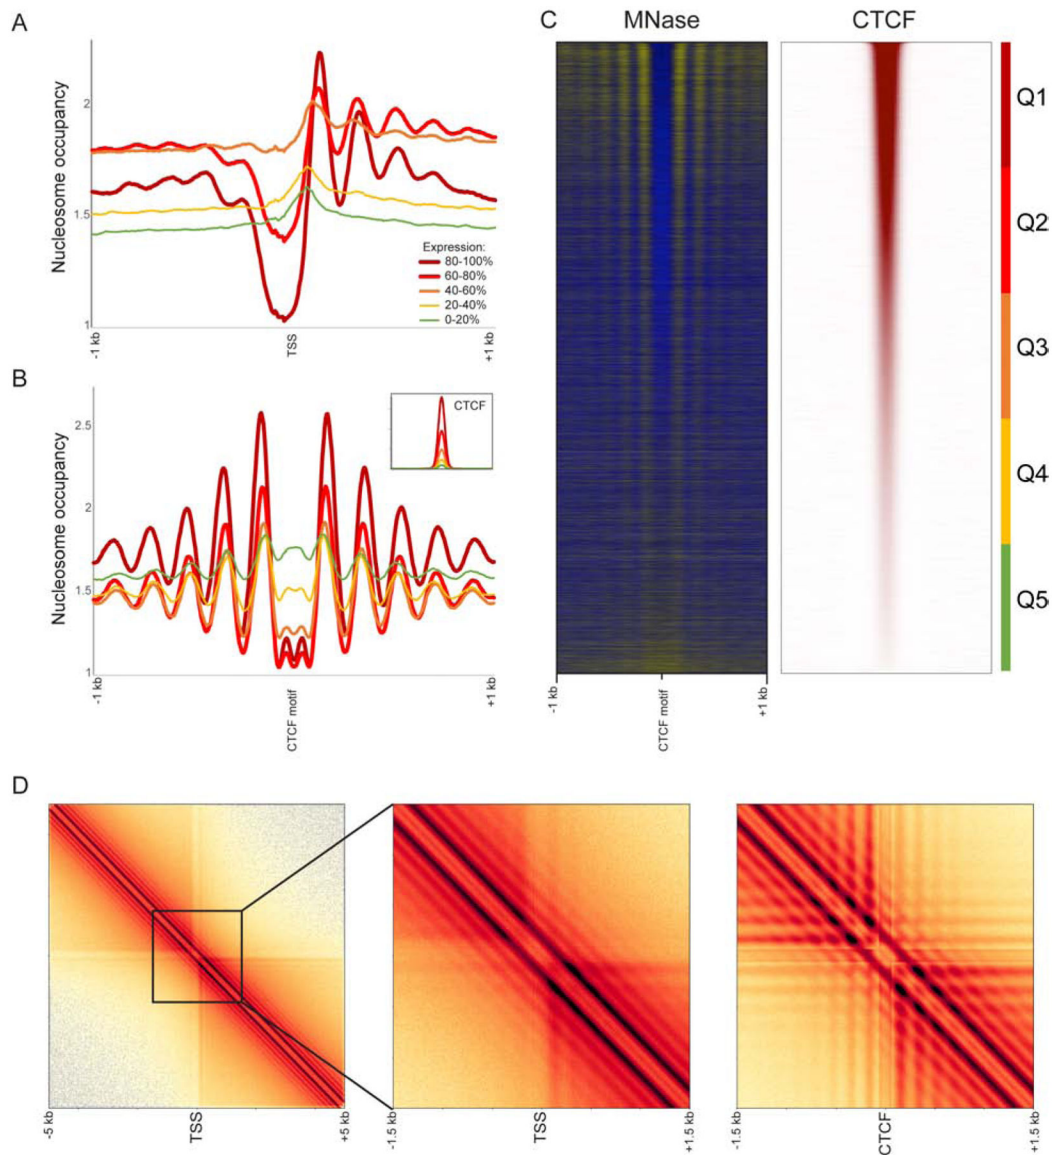 A
Nucleosome occupancy
2
1.5
1
Expression:
80-100%
60-80%
40-60%
20-40%
0-20%
-1 kb
TSS
+1 kb
B
Nucleosome occupancy
2.5
2
1.5
1
CTCF
-1 kb
CTCF motif
+1 kb
C
MNase
CTCF
Q1
Q2
Q3
Q4
Q5
-1 kb
CTCF motif
+1 kb
D
-5 kb
TSS
+5 kb
-1.5 kb
TSS
+1.5 kb
-1.5 kb
CTCF
+1.5 kb